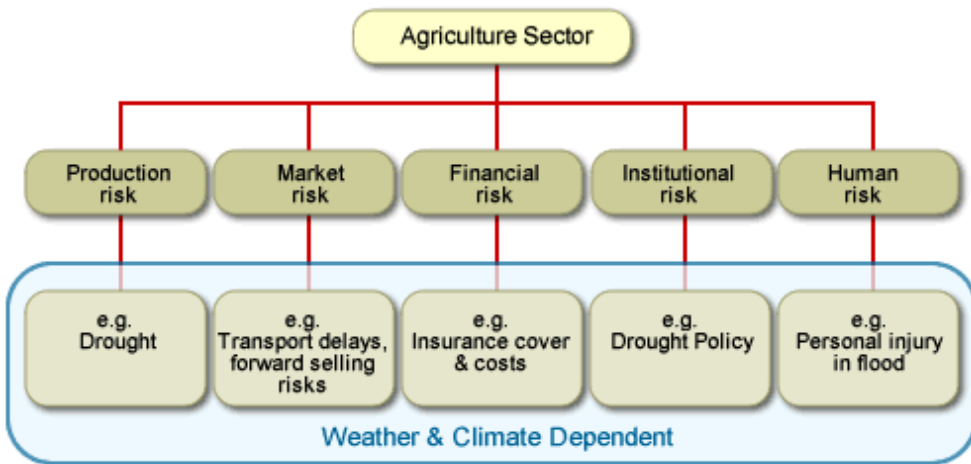 Agriculture Sector
Production
risk
Market
risk
Financial
risk
Institutional
risk
Human
risk
e.g.
Drought
e.g.
Transport delays,
forward selling
risks
e.g.
Insurance cover
& costs
e.g.
Drought Policy
e.g.
Personal injury
in flood
Weather & Climate Dependent